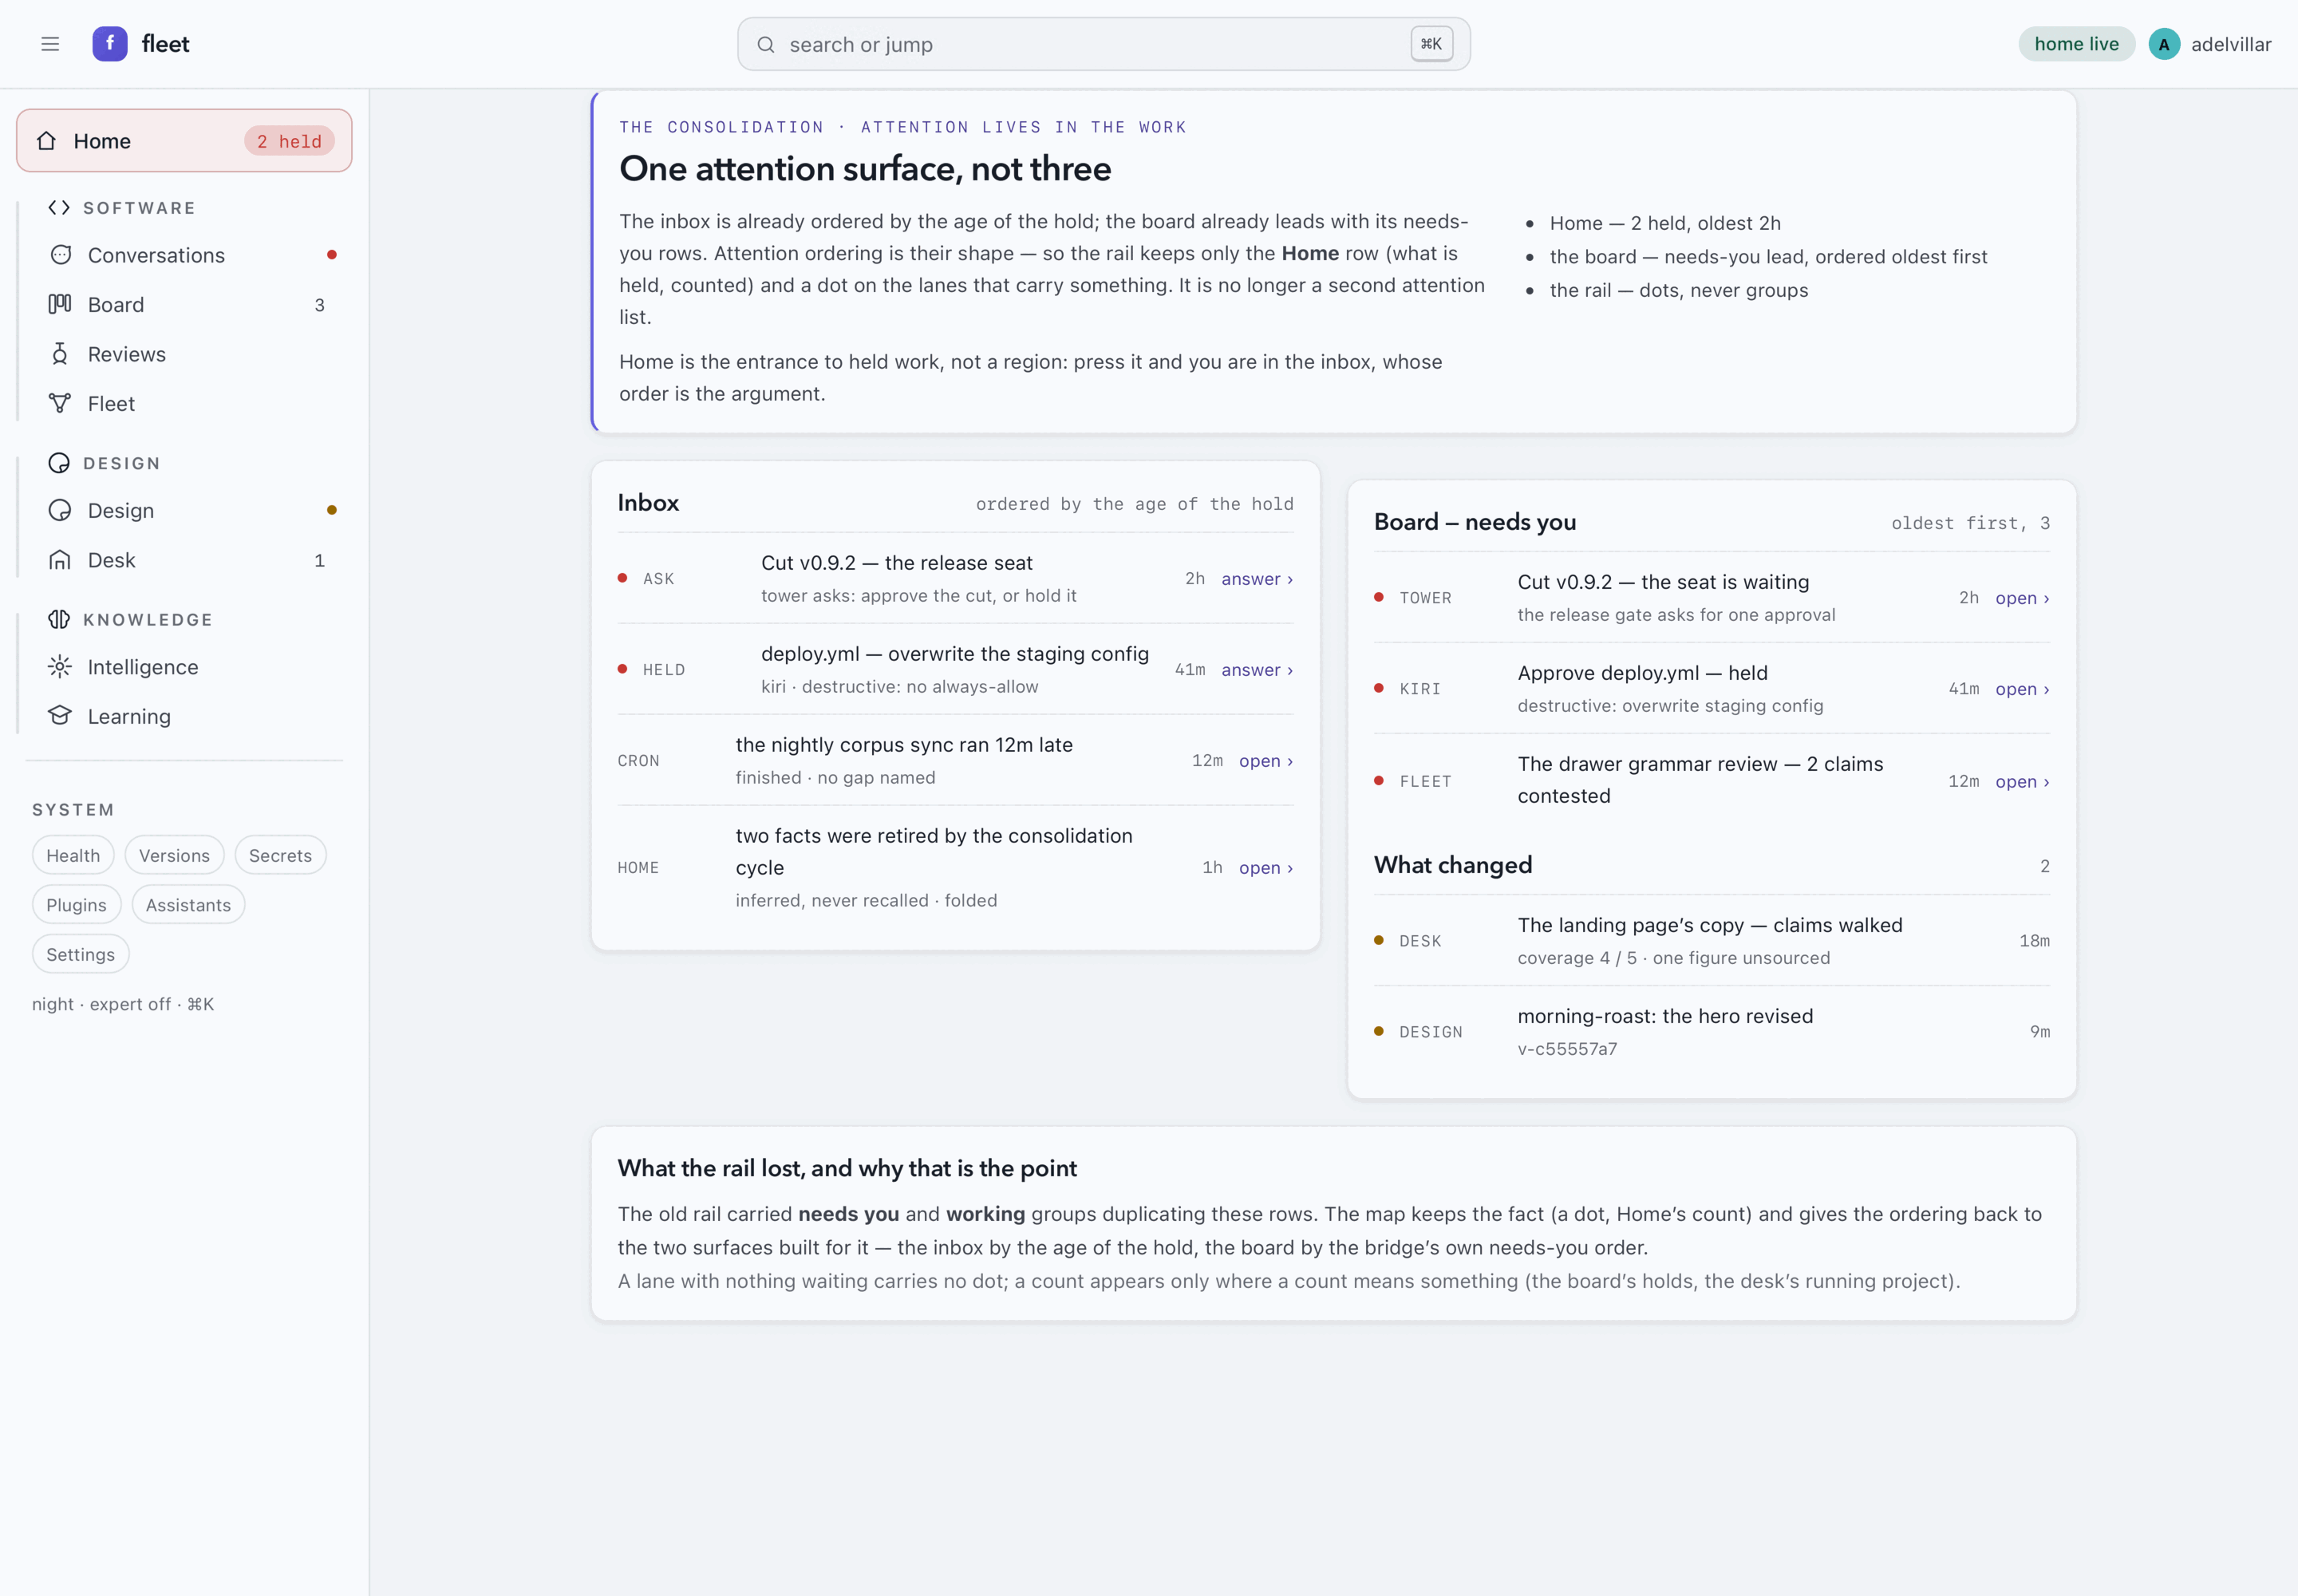 f fleet
search or jump ⌘K
home live A adelvillar
Home 2 held
SOFTWARE
Conversations
Board 3
Reviews
Fleet
DESIGN
Design
Desk 1
KNOWLEDGE
Intelligence
Learning
SYSTEM
Health Versions Secrets
Plugins Assistants
Settings
night · expert off · ⌘K
THE CONSOLIDATION · ATTENTION LIVES IN THE WORK
One attention surface, not three
The inbox is already ordered by the age of the hold; the board already leads with its needs-
you rows. Attention ordering is their shape — so the rail keeps only the Home row (what is
held, counted) and a dot on the lanes that carry something. It is no longer a second attention
list.
Home is the entrance to held work, not a region: press it and you are in the inbox, whose
order is the argument.
• Home — 2 held, oldest 2h
• the board — needs-you lead, ordered oldest first
• the rail — dots, never groups
Inbox ordered by the age of the hold
ASK Cut v0.9.2 — the release seat 2h answer ›
tower asks: approve the cut, or hold it
HELD deploy.yml — overwrite the staging config 41m answer ›
kiri · destructive: no always-allow
CRON the nightly corpus sync ran 12m late 12m open ›
finished · no gap named
HOME two facts were retired by the consolidation
cycle 1h open ›
inferred, never recalled · folded
Board — needs you oldest first, 3
TOWER Cut v0.9.2 — the seat is waiting 2h open ›
the release gate asks for one approval
KIRI Approve deploy.yml — held 41m open ›
destructive: overwrite staging config
FLEET The drawer grammar review — 2 claims 12m open ›
contested
What changed 2
DESK The landing page’s copy — claims walked 18m
coverage 4 / 5 · one figure unsourced
DESIGN morning-roast: the hero revised 9m
v-c55557a7
What the rail lost, and why that is the point
The old rail carried needs you and working groups duplicating these rows. The map keeps the fact (a dot, Home’s count) and gives the ordering back to
the two surfaces built for it — the inbox by the age of the hold, the board by the bridge’s own needs-you order.
A lane with nothing waiting carries no dot; a count appears only where a count means something (the board’s holds, the desk’s running project).